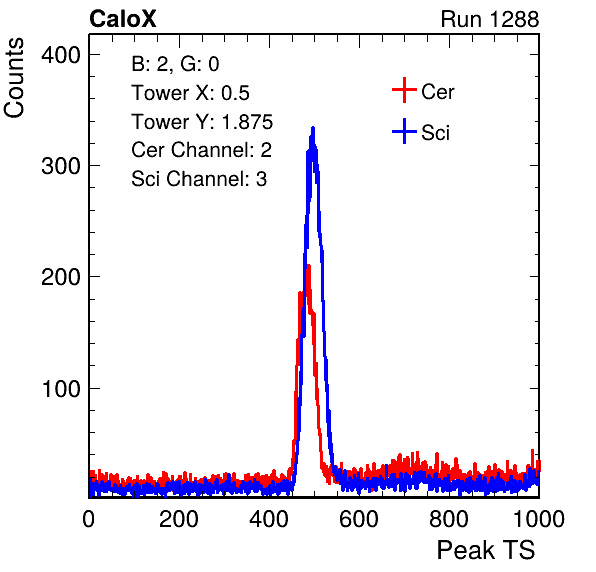 CaloX Run 1288
Counts
400
300
200
100
B: 2, G: 0
Tower X: 0.5
Tower Y: 1.875
Cer Channel: 2
Sci Channel: 3
Cer
Sci
0 200 400 600 800 1000
Peak TS